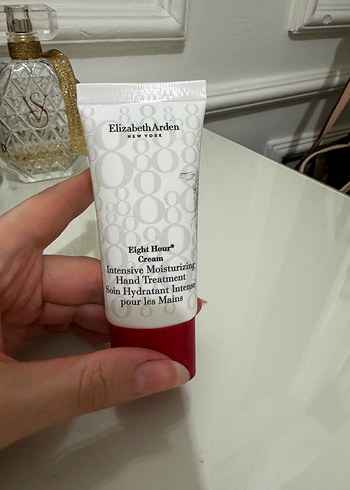 ElizabethArden
NEW YORK
Eight Hour®
Cream
Intensive Moisturizing
Hand Treatment
Soin Hydratant Intense
pour les Mains